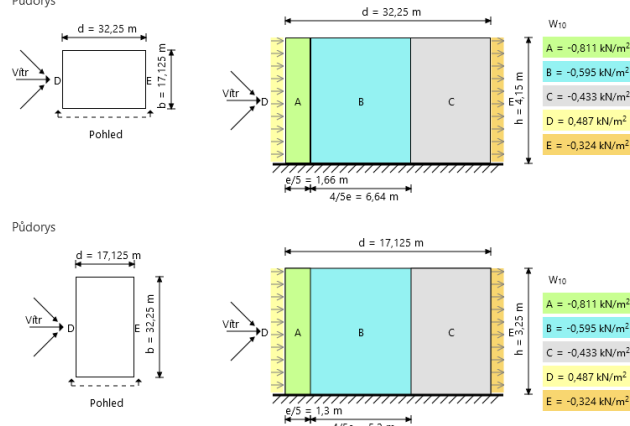 Půdorys
d = 32,25 m
Vítr
D
E
b = 17,125 m
Pohled
d = 32,25 m
Vítr
D
A
B
C
E
h = 4,15 m
e/5 = 1,66 m
4/5e = 6,64 m
W10
A = -0,811 kN/m²
B = -0,595 kN/m²
C = -0,433 kN/m²
D = 0,487 kN/m²
E = -0,324 kN/m²
Půdorys
d = 17,125 m
Vítr
D
E
b = 32,25 m
Pohled
d = 17,125 m
Vítr
D
A
B
C
E
h = 3,25 m
e/5 = 1,3 m
4/5e = 5,2 m
W10
A = -0,811 kN/m²
B = -0,595 kN/m²
C = -0,433 kN/m²
D = 0,487 kN/m²
E = -0,324 kN/m²